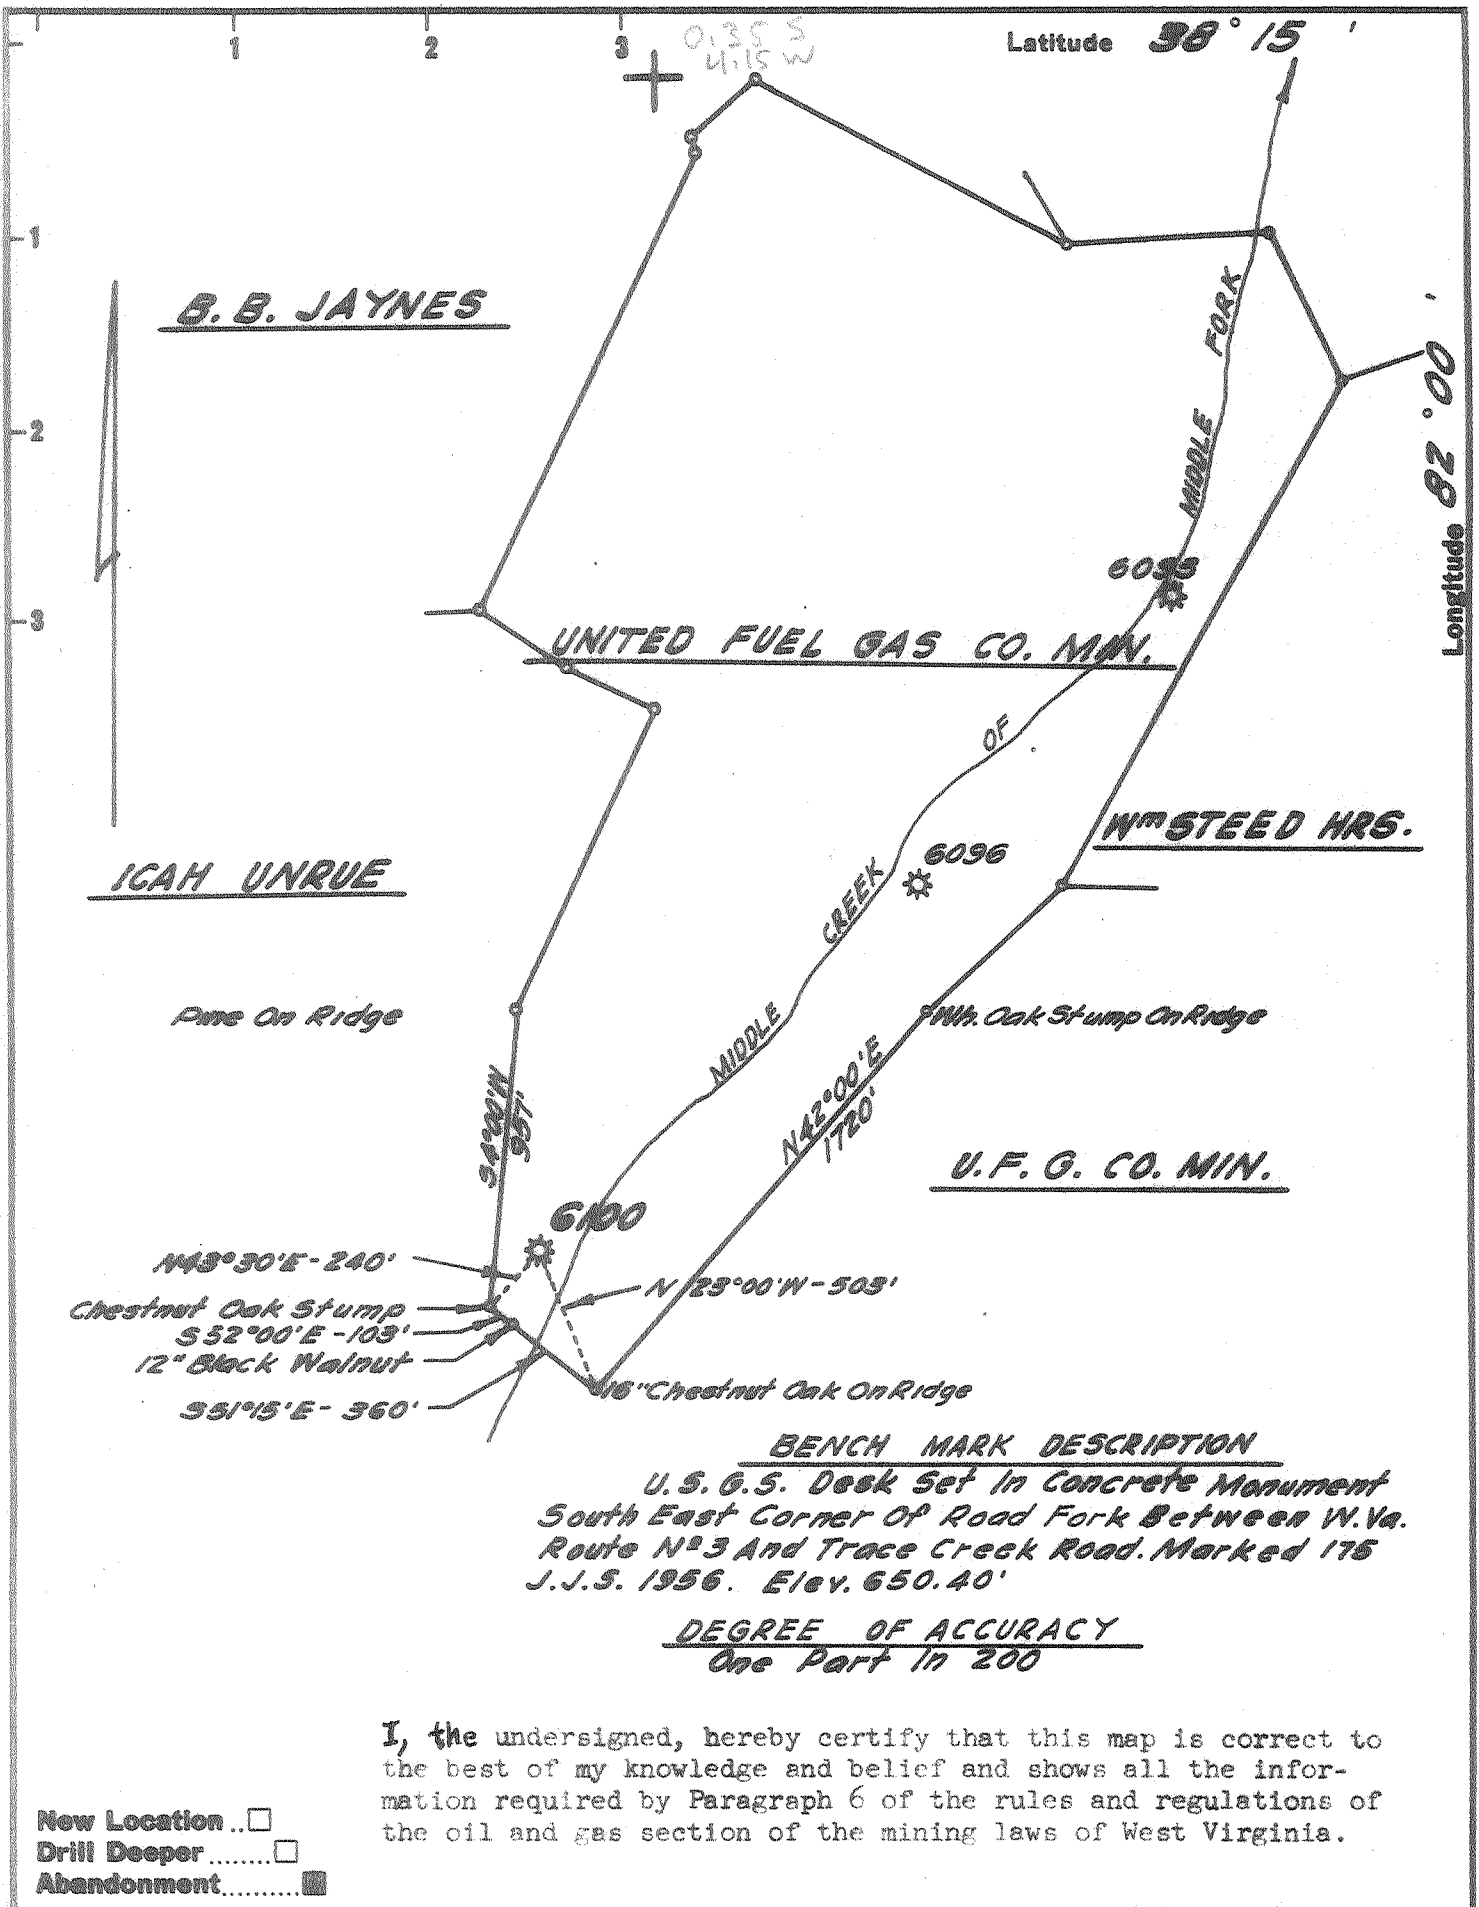 1 2 3
0.35 S
4.15 W
Latitude 38° 15 '
1
2
3
Longitude 82° 00 '
B. B. JAYNES
MIDDLE FORK
UNITED FUEL GAS CO. MIN.
OF
Wm STEED HRS.
6096
ICAH UNRUE
CREEK
Pine On Ridge
Wh. Oak Stump On Ridge
MIDDLE
N42°00'E
1720'
S4°00'W
957'
U. F. G. CO. MIN.
6100
N43°30'E-240'
N 23°00'W-503'
Chestnut Oak Stump
S52°00'E-103'
12" Black Walnut
16" Chestnut Oak On Ridge
S51°15'E-360'
BENCH MARK DESCRIPTION
U.S.G.S. Desk Set In Concrete Monument
South East Corner Of Road Fork Between W.Va.
Route Nº 3 And Trace Creek Road. Marked 175
J.J.S. 1956. Elev. 650.40'
DEGREE OF ACCURACY
One Part In 200
I, the undersigned, hereby certify that this map is correct to
the best of my knowledge and belief and shows all the infor-
mation required by Paragraph 6 of the rules and regulations of
the oil and gas section of the mining laws of West Virginia.
New Location .. □
Drill Deeper ........ □
Abandonment .......... ■